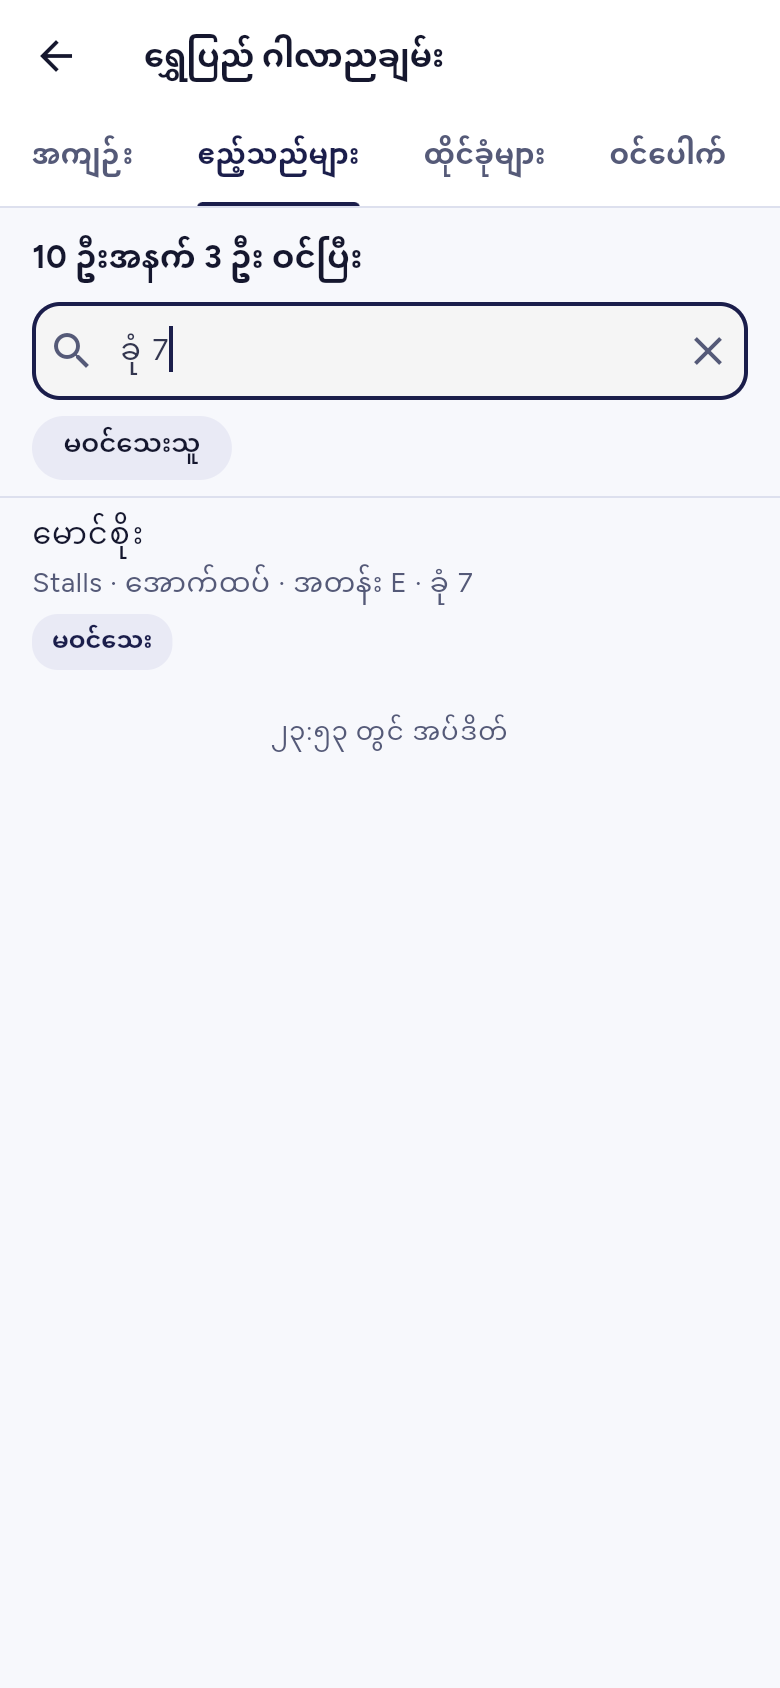 ရွှေပြည် ဂါလာညချမ်း
အကျဉ်း ဧည့်သည်များ ထိုင်ခုံများ ဝင်ပေါက်
10 ဦးအနက် 3 ဦး ဝင်ပြီး
ခုံ 7
မဝင်သေးသူ
မောင်စိုး
Stalls · အောက်ထပ် · အတန်း E · ခုံ 7
မဝင်သေး
၂၃:၅၃ တွင် အပ်ဒိတ်